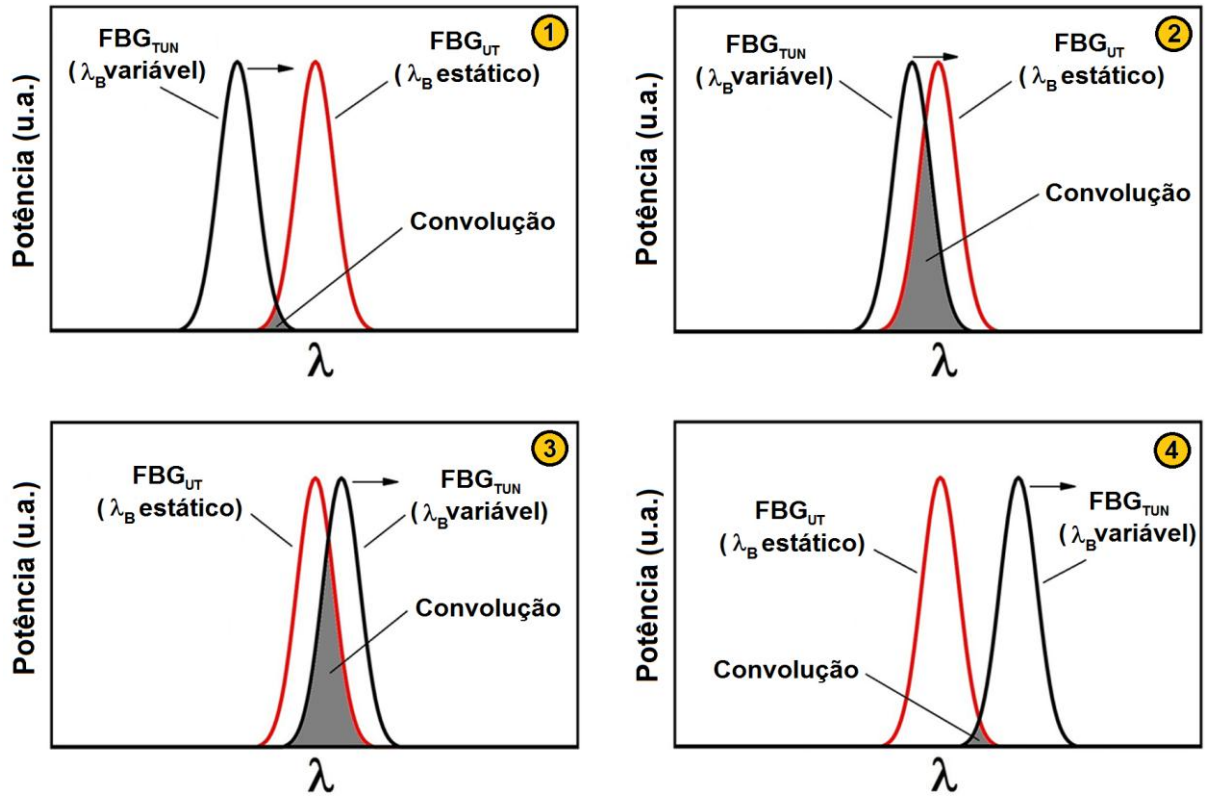 1
FBG_TUN
(λ_B variável)
FBG_UT
(λ_B estático)
Convolução
Potência (u.a.)
λ
2
FBG_TUN
(λ_B variável)
FBG_UT
(λ_B estático)
Convolução
Potência (u.a.)
λ
3
FBG_UT
(λ_B estático)
FBG_TUN
(λ_B variável)
Convolução
Potência (u.a.)
λ
4
FBG_UT
(λ_B estático)
FBG_TUN
(λ_B variável)
Convolução
Potência (u.a.)
λ